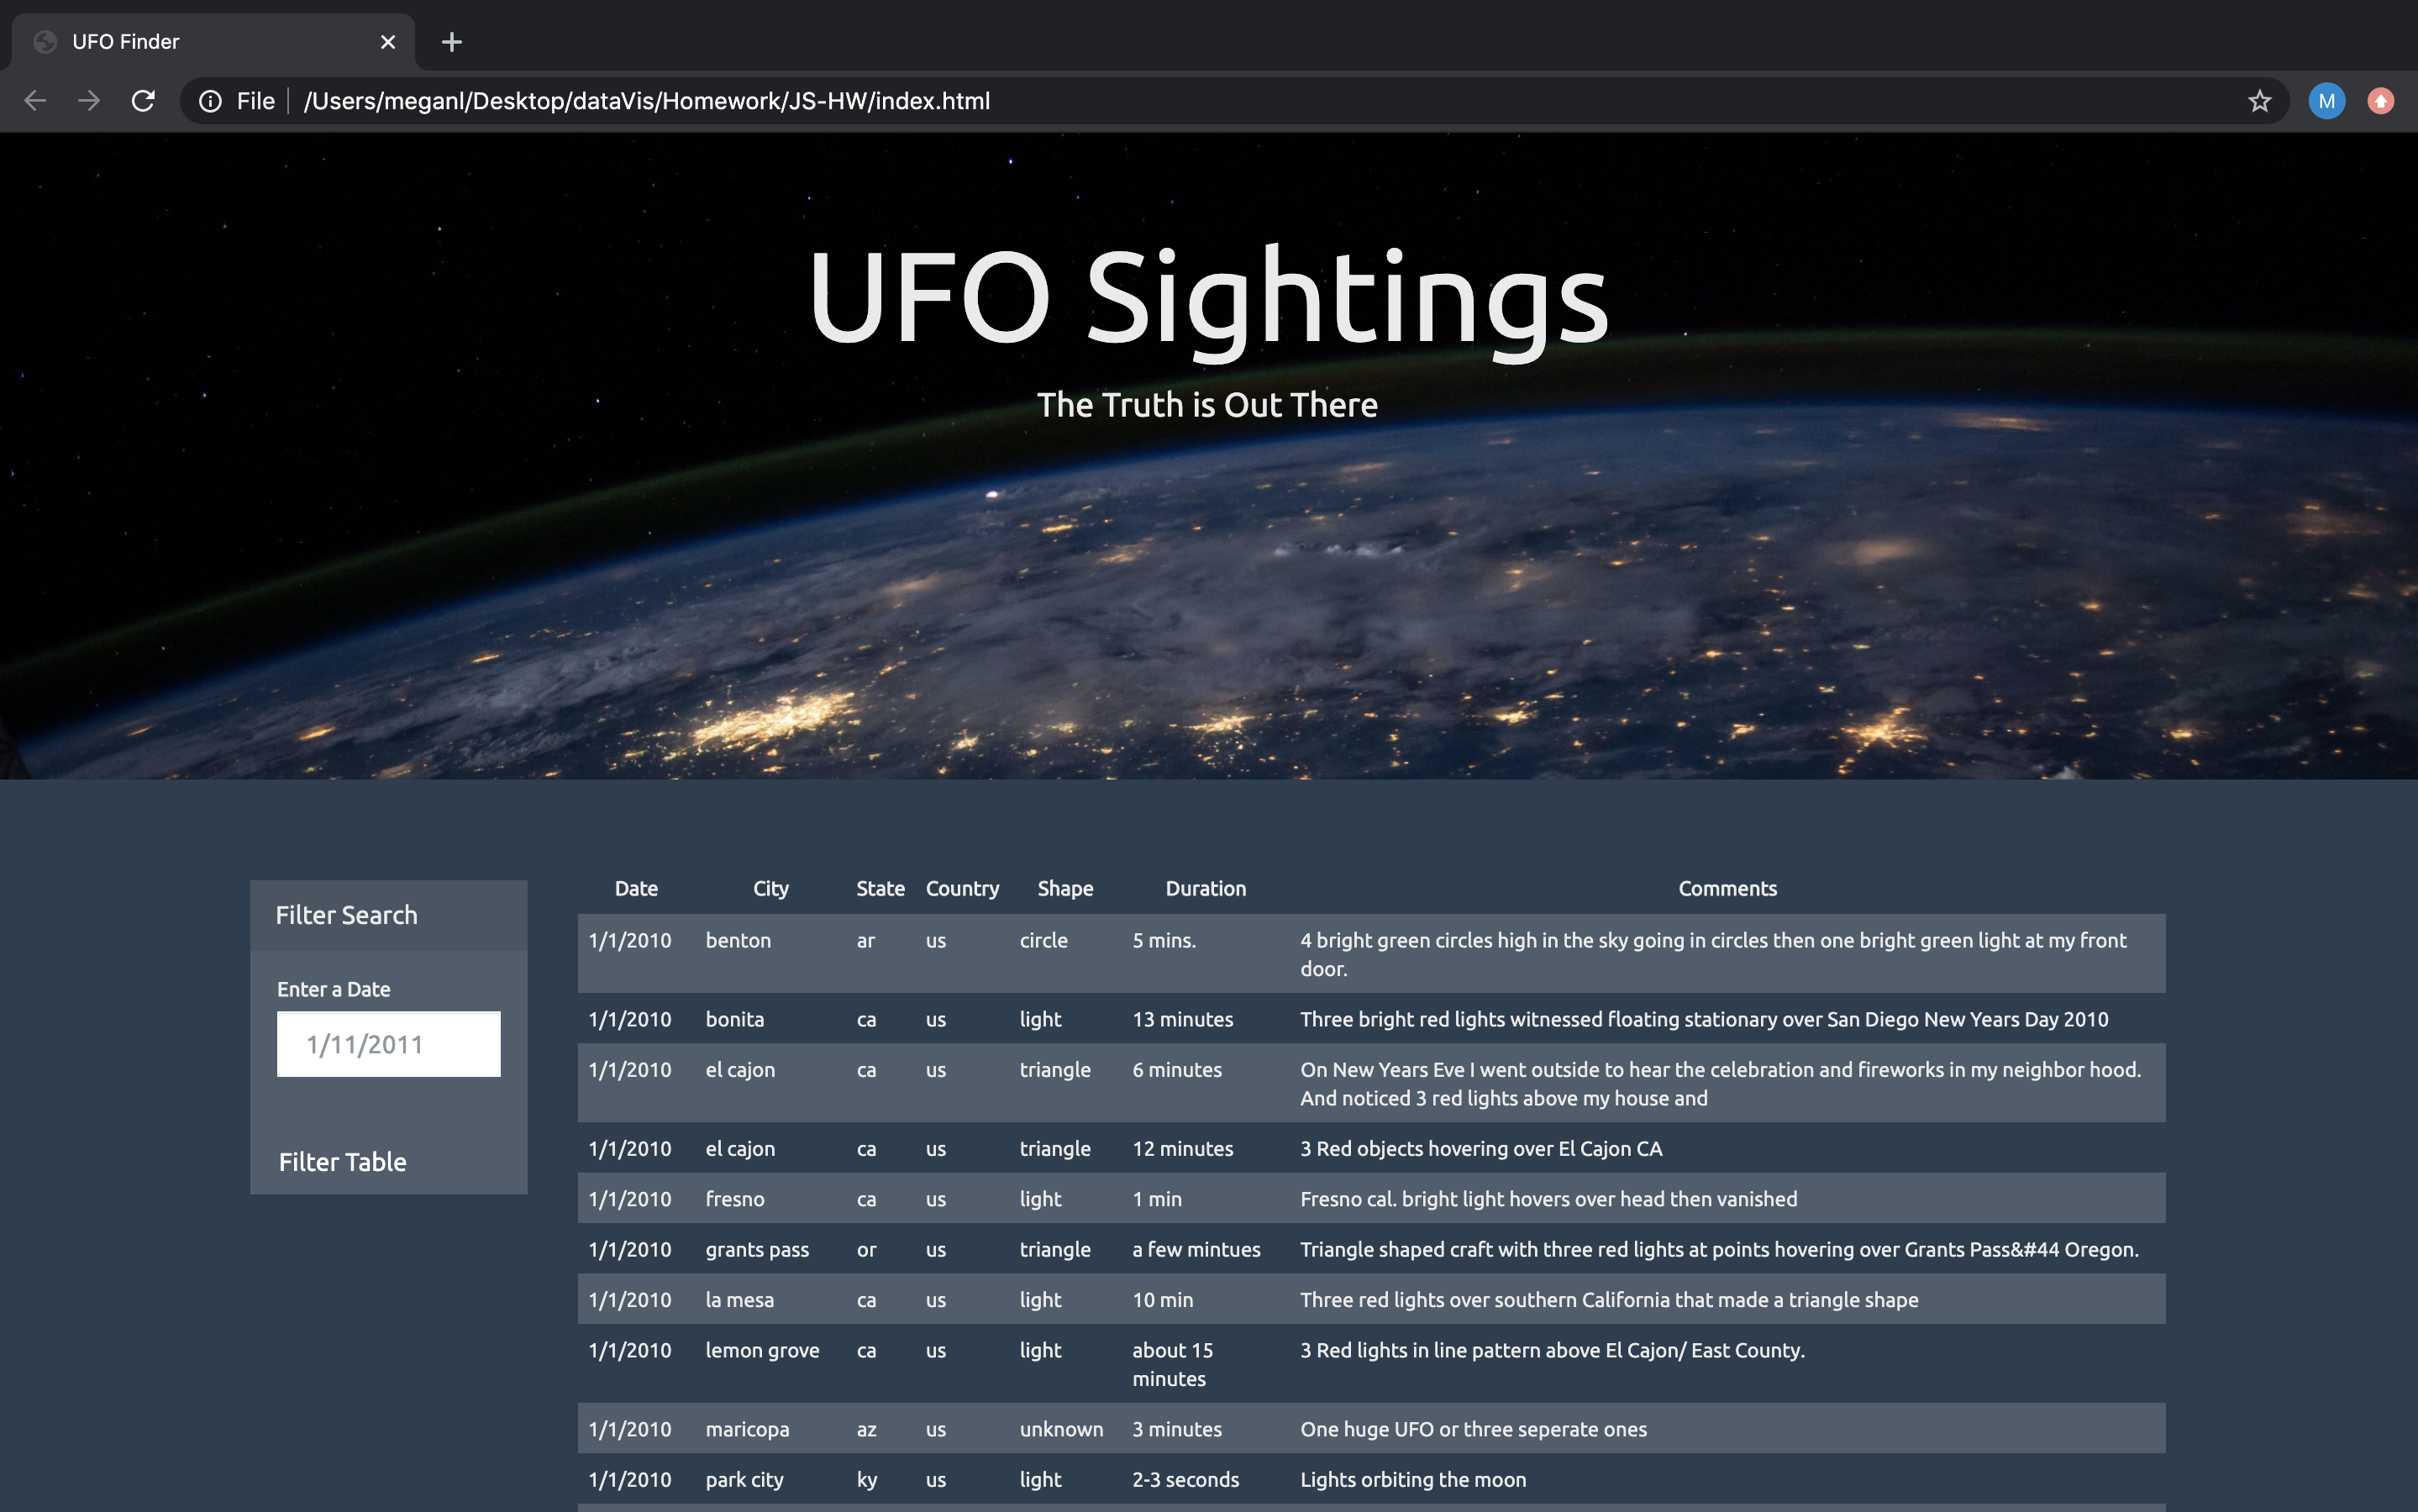 UFO Finder
File /Users/meganl/Desktop/dataVis/Homework/JS-HW/index.html
M
UFO Sightings
The Truth is Out There
Filter Search
Enter a Date
1/11/2011
Filter Table
Date City State Country Shape Duration Comments
1/1/2010 benton ar us circle 5 mins. 4 bright green circles high in the sky going in circles then one bright green light at my front
door.
1/1/2010 bonita ca us light 13 minutes Three bright red lights witnessed floating stationary over San Diego New Years Day 2010
1/1/2010 el cajon ca us triangle 6 minutes On New Years Eve I went outside to hear the celebration and fireworks in my neighbor hood.
And noticed 3 red lights above my house and
1/1/2010 el cajon ca us triangle 12 minutes 3 Red objects hovering over El Cajon CA
1/1/2010 fresno ca us light 1 min Fresno cal. bright light hovers over head then vanished
1/1/2010 grants pass or us triangle a few mintues Triangle shaped craft with three red lights at points hovering over Grants Pass&#44 Oregon.
1/1/2010 la mesa ca us light 10 min Three red lights over southern California that made a triangle shape
1/1/2010 lemon grove ca us light about 15 3 Red lights in line pattern above El Cajon/ East County.
minutes
1/1/2010 maricopa az us unknown 3 minutes One huge UFO or three seperate ones
1/1/2010 park city ky us light 2-3 seconds Lights orbiting the moon